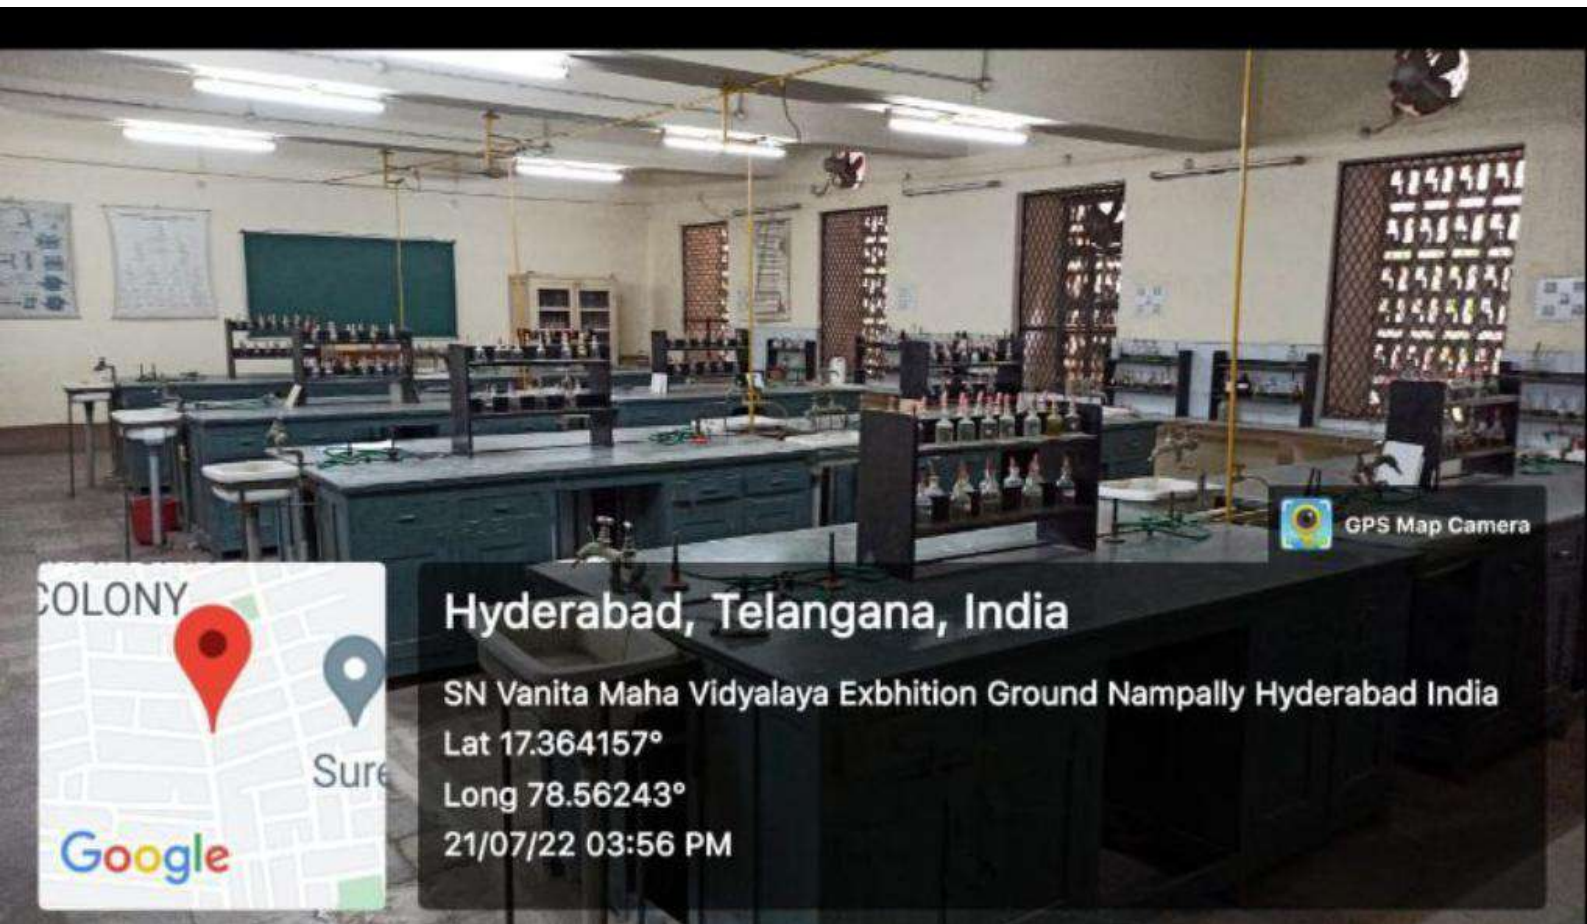 GPS Map Camera
COLONY
Sure
Google
Hyderabad, Telangana, India
SN Vanita Maha Vidyalaya Exbhition Ground Nampally Hyderabad India
Lat 17.364157°
Long 78.56243°
21/07/22 03:56 PM